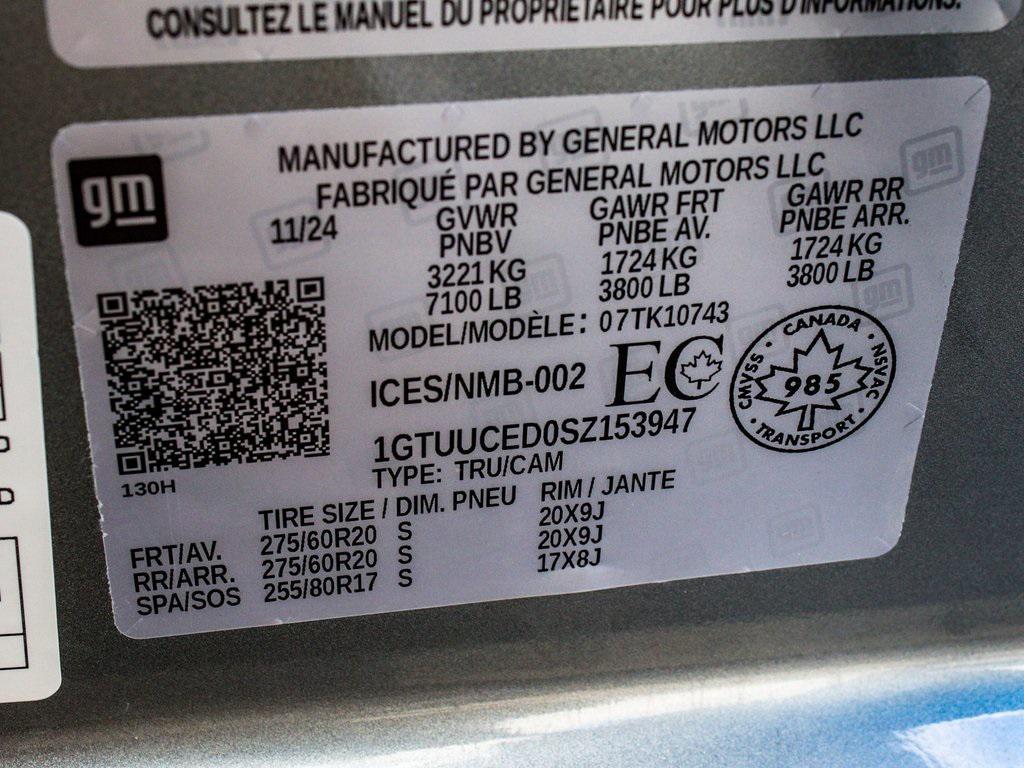 CONSULTEZ LE MANUEL DU PROPRIÉTAIRE POUR PLUS D'INFORMATIONS.
MANUFACTURED BY GENERAL MOTORS LLC
FABRIQUÉ PAR GENERAL MOTORS LLC
gm
11/24
GVWR
PNBV
3221 KG
7100 LB
GAWR FRT
PNBE AV.
1724 KG
3800 LB
GAWR RR
PNBE ARR.
1724 KG
3800 LB
MODEL/MODÈLE: 07TK10743
ICES/NMB-002
EC
CANADA · NSVAC · TRANSPORT · CMVSS ·
985
1GTUUCED0SZ153947
TYPE: TRU/CAM
130H
TIRE SIZE / DIM. PNEU RIM / JANTE
FRT/AV. 275/60R20 S 20X9J
RR/ARR. 275/60R20 S 20X9J
SPA/SOS 255/80R17 S 17X8J